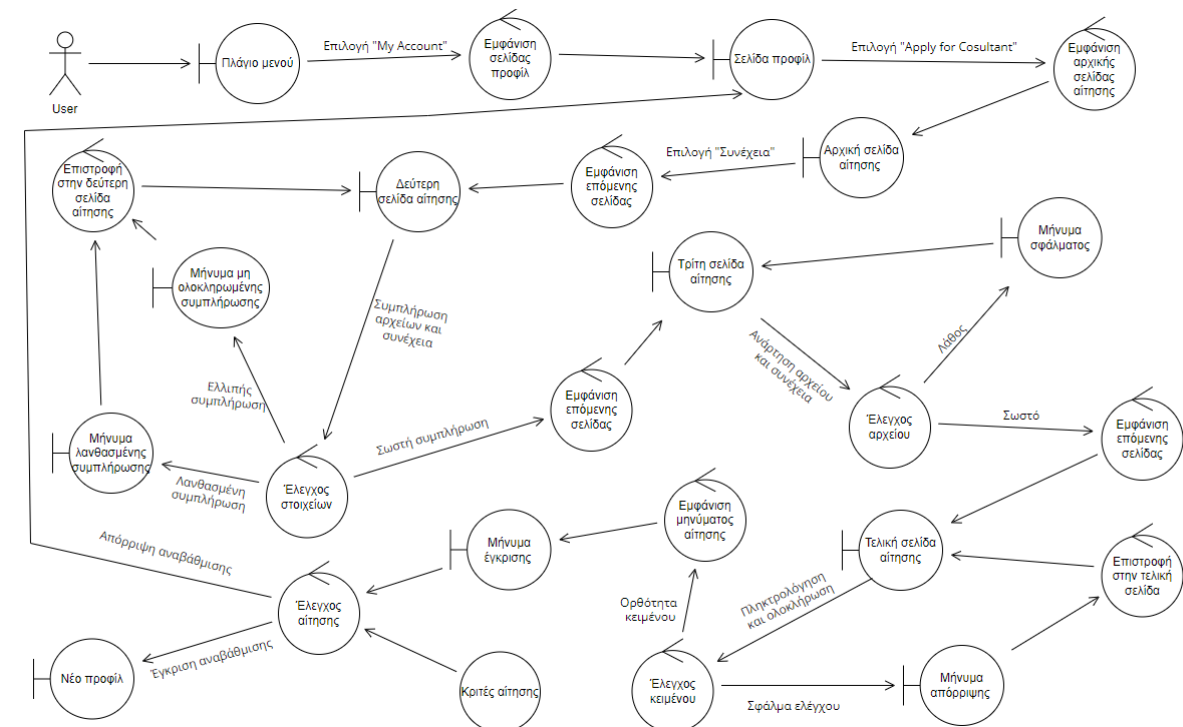 User
Πλάγιο μενού
Επιλογή "My Account"
Εμφάνιση
σελίδας
προφίλ
Σελίδα προφίλ
Επιλογή "Apply for Cosultant"
Εμφάνιση
αρχικής
σελίδας
αίτησης
Αρχική σελίδα
αίτησης
Επιλογή "Συνέχεια"
Εμφάνιση
επόμενης
σελίδας
Δεύτερη
σελίδα αίτησης
Επιστροφή
στην δεύτερη
σελίδα
αίτησης
Μήνυμα μη
ολοκληρωμένης
συμπλήρωσης
Συμπλήρωση
αρχείων και
συνέχεια
Ελλιπής
συμπλήρωση
Μήνυμα
λανθασμένης
συμπλήρωσης
Λανθασμένη
συμπλήρωση
Έλεγχος
στοιχείων
Σωστή συμπλήρωση
Εμφάνιση
επόμενης
σελίδας
Τρίτη σελίδα
αίτησης
Μήνυμα
σφάλματος
Ανάρτηση αρχείου
και συνέχεια
Λάθος
Έλεγχος
αρχείου
Σωστό
Εμφάνιση
επόμενης
σελίδας
Τελική σελίδα
αίτησης
Επιστροφή
στην τελική
σελίδα
Πληκτρολόγηση
και ολοκλήρωση
Έλεγχος
κειμένου
Σφάλμα ελέγχου
Μήνυμα
απόρριψης
Ορθότητα
κειμένου
Εμφάνιση
μηνύματος
αίτησης
Μήνυμα
έγκρισης
Έλεγχος
αίτησης
Κριτές αίτησης
Απόρριψη αναβάθμισης
Έγκριση αναβάθμισης
Νέο προφίλ